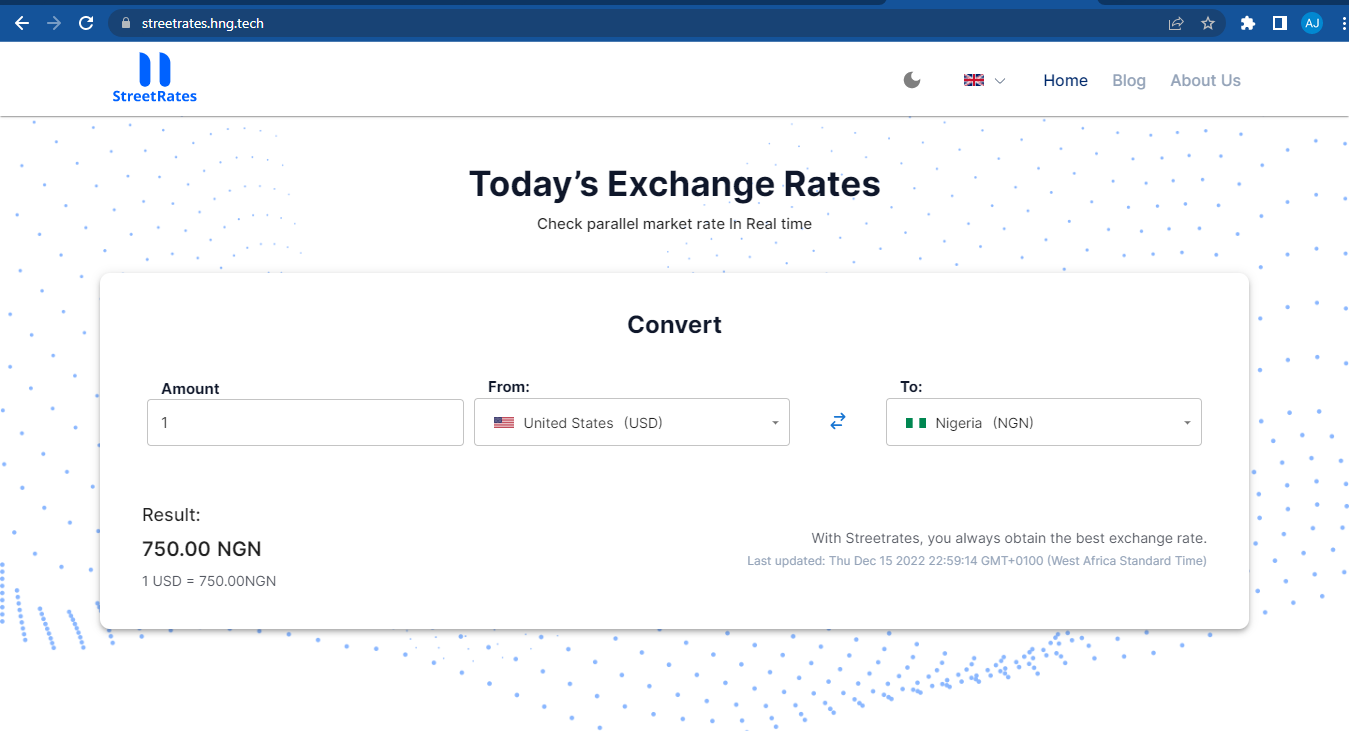 streetrates.hng.tech
AJ
StreetRates
Home Blog About Us
Today’s Exchange Rates
Check parallel market rate In Real time
Convert
Amount
From:
To:
1
United States (USD)
Nigeria (NGN)
Result:
750.00 NGN
1 USD = 750.00NGN
With Streetrates, you always obtain the best exchange rate.
Last updated: Thu Dec 15 2022 22:59:14 GMT+0100 (West Africa Standard Time)